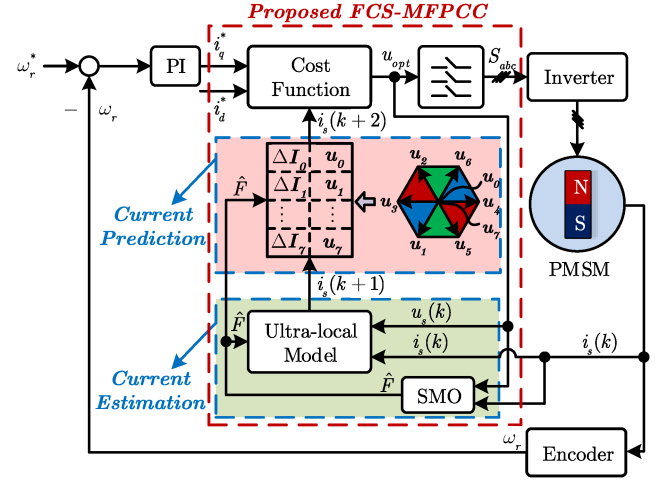 Proposed FCS-MFPCC
ω_r^*
−
ω_r
PI
i_q^*
i_d^*
Cost
Function
u_opt
S_abc
Inverter
i_s(k+2)
F̂
ΔI_0 u_0
ΔI_1 u_1
⋮ ⋮
ΔI_7 u_7
u_2
u_6
u_0
u_3
u_4
u_7
u_1
u_5
N
S
PMSM
Current
Prediction
i_s(k+1)
F̂
Ultra-local
Model
u_s(k)
i_s(k)
i_s(k)
F̂
SMO
Current
Estimation
ω_r
Encoder